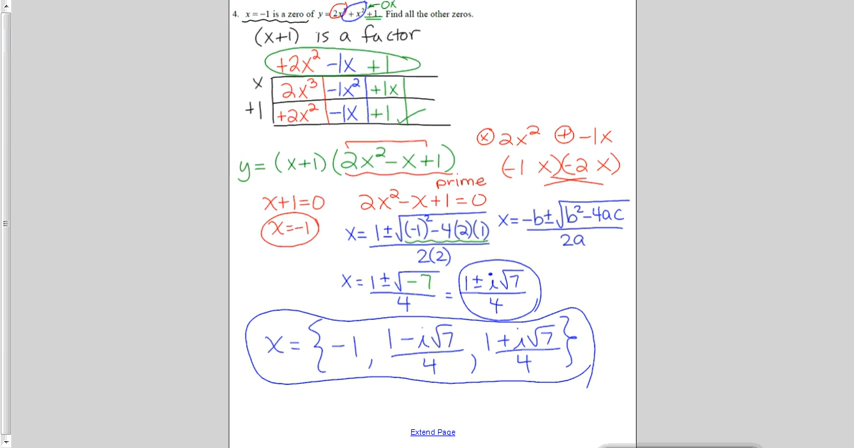 4. x = −1 is a zero of y = 2x³ + x² + 1. Find all the other zeros.
←0x
(x+1) is a factor
+2x² −1x +1
x 2x³ −1x² +1x
+1 +2x² −1x +1 ✓
y = (x+1)(2x²−x+1)
prime
ⓧ 2x² ⊕ −1x
(−1 x)(−2 x)
x+1=0 2x²−x+1=0
x=−1
x = 1±√(−1)²−4(2)(1) / 2(2)
x = −b±√b²−4ac / 2a
x = 1±√−7 / 4 = 1±i√7 / 4
x = { −1, 1−i√7 / 4, 1+i√7 / 4 }
Extend Page